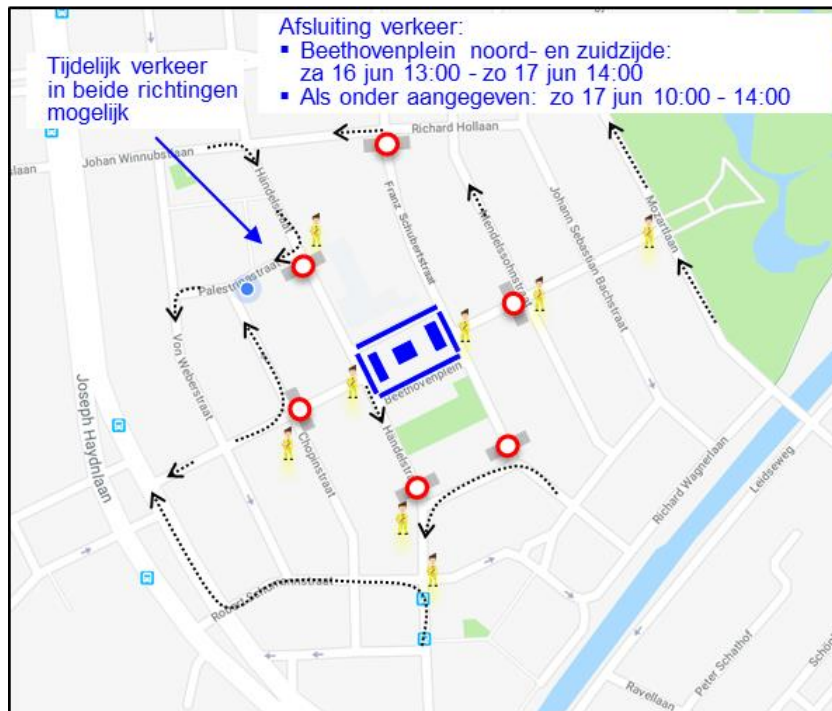 Afsluiting verkeer:
▪ Beethovenplein noord- en zuidzijde:
za 16 jun 13:00 - zo 17 jun 14:00
▪ Als onder aangegeven: zo 17 jun 10:00 - 14:00
Tijdelijk verkeer
in beide richtingen
mogelijk
Richard Hollaan
Johan Winnubstlaan
Händelstraat
Franz Schubertstraat
Mendelssohnstraat
Johann Sebastian Bachstraat
Mozartlaan
Palestrinastraat
Von Weberstraat
Beethovenplein
Joseph Haydnlaan
Chopinstraat
Händelstraat
Richard Wagnerlaan
Leidseweg
Robert Schumannstraat
Peter Schathof
Ravellaan